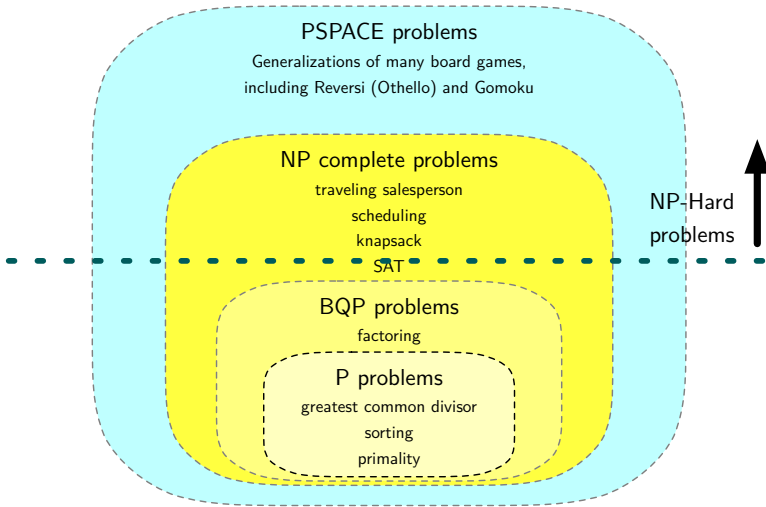 PSPACE problems
Generalizations of many board games,
including Reversi (Othello) and Gomoku
NP complete problems
traveling salesperson
scheduling
knapsack
SAT
NP-Hard
problems
BQP problems
factoring
P problems
greatest common divisor
sorting
primality